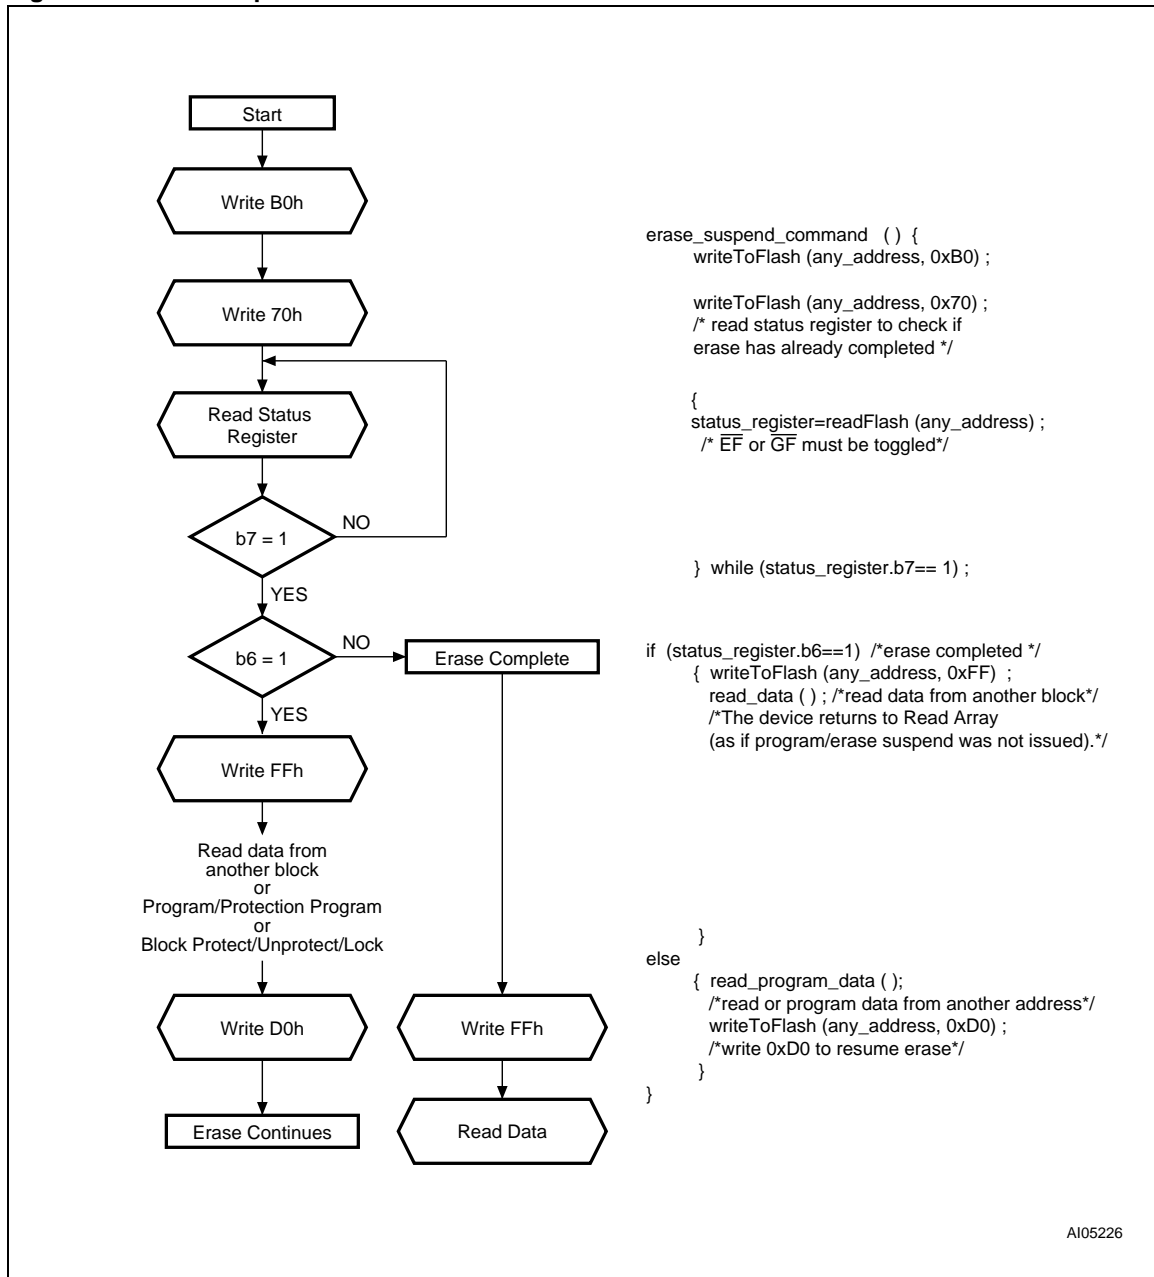 Start
Write B0h
Write 70h
Read Status
Register
b7 = 1
NO
YES
b6 = 1
NO
Erase Complete
YES
Write FFh
Read data from
another block
or
Program/Protection Program
or
Block Protect/Unprotect/Lock
Write D0h
Write FFh
Erase Continues
Read Data
erase_suspend_command ( ) {
writeToFlash (any_address, 0xB0) ;
writeToFlash (any_address, 0x70) ;
/* read status register to check if
erase has already completed */
{
status_register=readFlash (any_address) ;
/* E̅F̅ or G̅F̅ must be toggled*/
} while (status_register.b7== 1) ;
if (status_register.b6==1) /*erase completed */
{ writeToFlash (any_address, 0xFF) ;
read_data ( ) ; /*read data from another block*/
/*The device returns to Read Array
(as if program/erase suspend was not issued).*/
}
else
{ read_program_data ( );
/*read or program data from another address*/
writeToFlash (any_address, 0xD0) ;
/*write 0xD0 to resume erase*/
}
}
AI05226